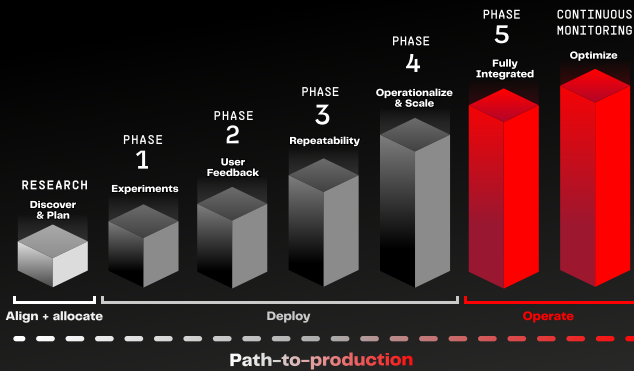 RESEARCH
Discover
& Plan
PHASE
1
Experiments
PHASE
2
User
Feedback
PHASE
3
Repeatability
PHASE
4
Operationalize
& Scale
PHASE
5
Fully
Integrated
CONTINUOUS
MONITORING
Optimize
Align + allocate
Deploy
Operate
Path-to-production